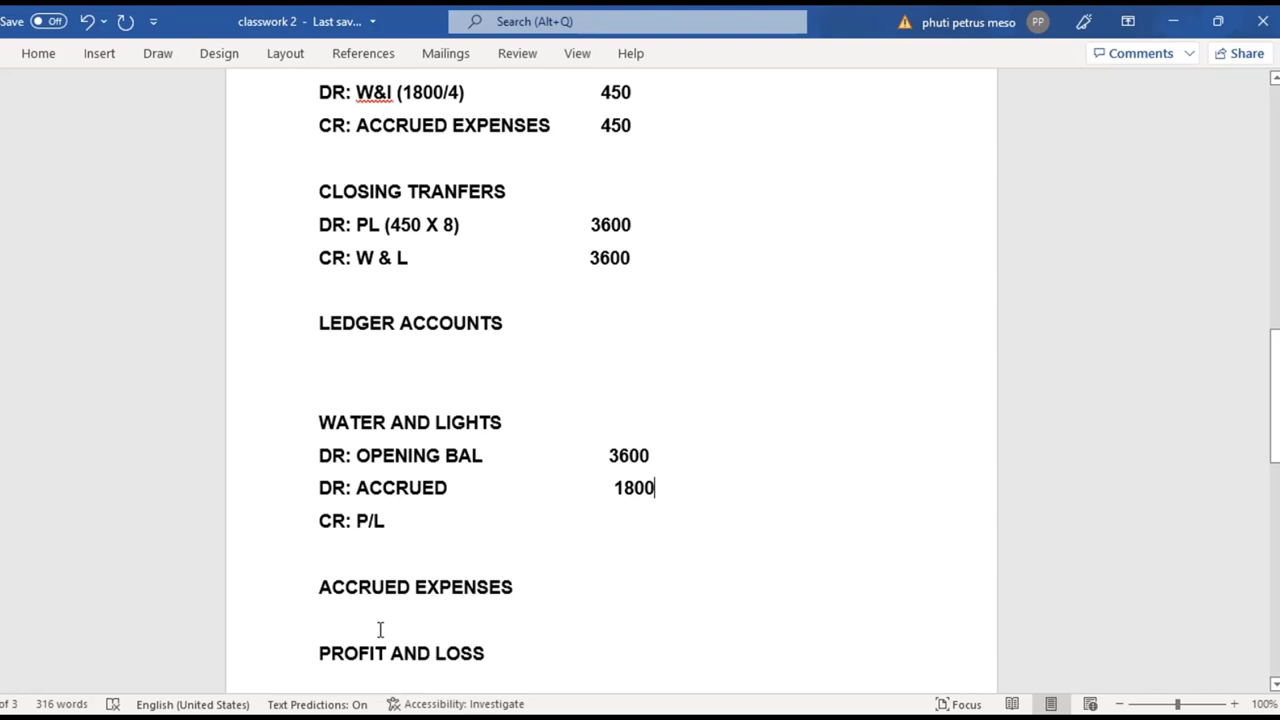 Save Off classwork 2 - Last sav... Search (Alt+Q) phuti petrus meso PP
Home Insert Draw Design Layout References Mailings Review View Help Comments Share
DR: W&I (1800/4) 450
CR: ACCRUED EXPENSES 450
CLOSING TRANFERS
DR: PL (450 X 8) 3600
CR: W & L 3600
LEDGER ACCOUNTS
WATER AND LIGHTS
DR: OPENING BAL 3600
DR: ACCRUED 1800
CR: P/L
ACCRUED EXPENSES
PROFIT AND LOSS
of 3 316 words English (United States) Text Predictions: On Accessibility: Investigate Focus 100%